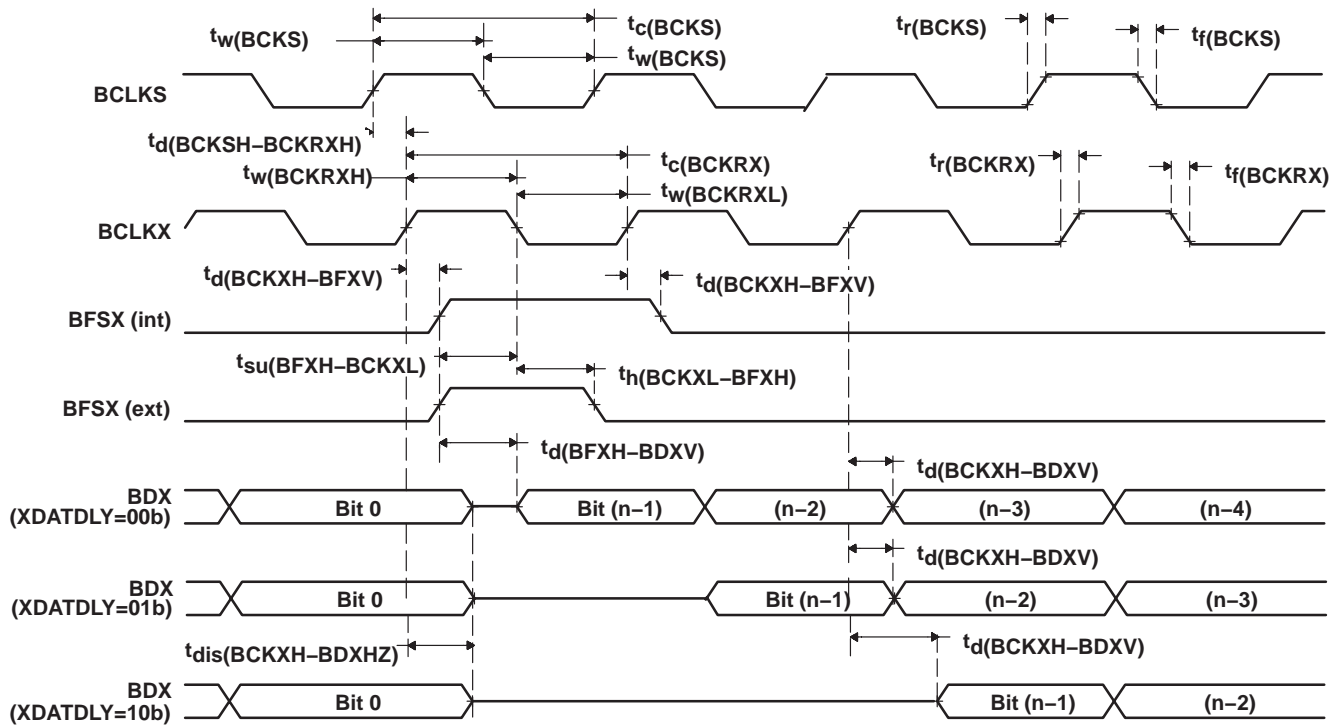 tc(BCKS)
tw(BCKS)
tr(BCKS)
tf(BCKS)
tw(BCKS)
BCLKS
td(BCKSH–BCKRXH)
tc(BCKRX)
tr(BCKRX)
tw(BCKRXH)
tf(BCKRX)
tw(BCKRXL)
BCLKX
td(BCKXH–BFXV)
td(BCKXH–BFXV)
BFSX (int)
tsu(BFXH–BCKXL)
th(BCKXL–BFXH)
BFSX (ext)
td(BFXH–BDXV)
td(BCKXH–BDXV)
BDX
(XDATDLY=00b)
Bit 0
Bit (n–1)
(n–2)
(n–3)
(n–4)
td(BCKXH–BDXV)
BDX
(XDATDLY=01b)
Bit 0
Bit (n–1)
(n–2)
(n–3)
tdis(BCKXH–BDXHZ)
td(BCKXH–BDXV)
BDX
(XDATDLY=10b)
Bit 0
Bit (n–1)
(n–2)